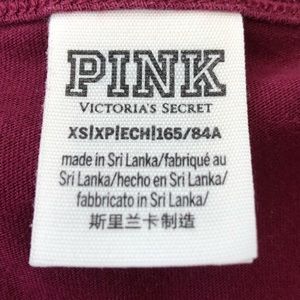 PINK
VICTORIA'S SECRET
XS|XP|ECH|165/84A
made in Sri Lanka/fabriqué au
Sri Lanka/hecho en Sri Lanka/
fabbricato in Sri Lanka/
斯里兰卡制造